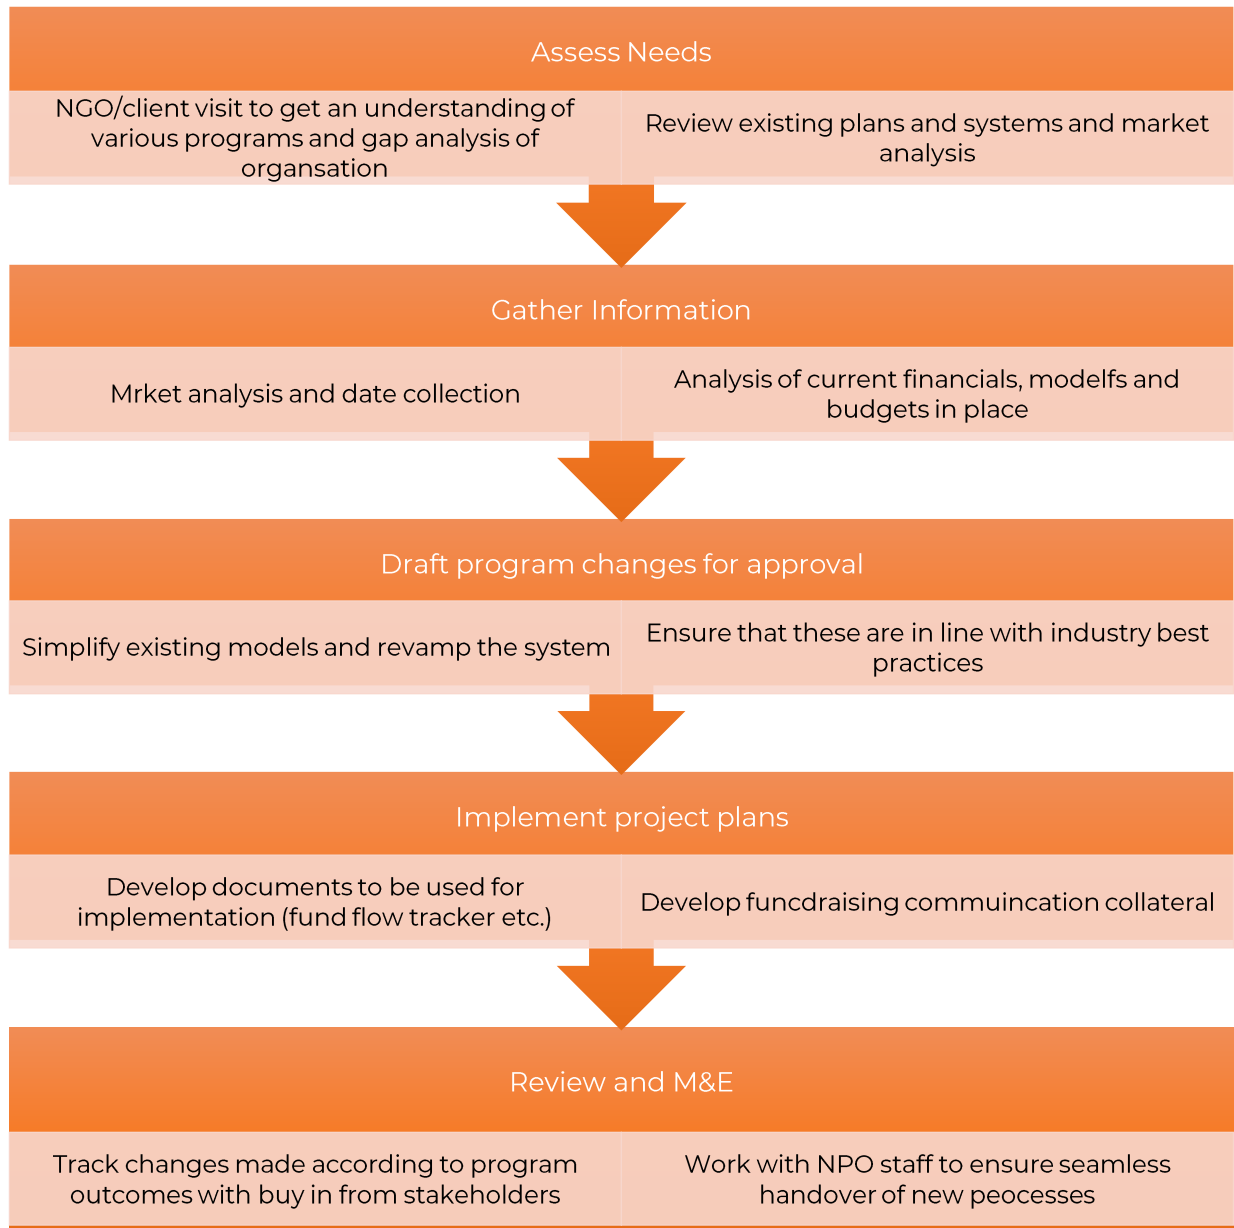 Assess Needs
NGO/client visit to get an understanding of
various programs and gap analysis of
organsation
Review existing plans and systems and market
analysis
Gather Information
Mrket analysis and date collection
Analysis of current financials, modelfs and
budgets in place
Draft program changes for approval
Simplify existing models and revamp the system
Ensure that these are in line with industry best
practices
Implement project plans
Develop documents to be used for
implementation (fund flow tracker etc.)
Develop funcdraising commuincation collateral
Review and M&E
Track changes made according to program
outcomes with buy in from stakeholders
Work with NPO staff to ensure seamless
handover of new peocesses